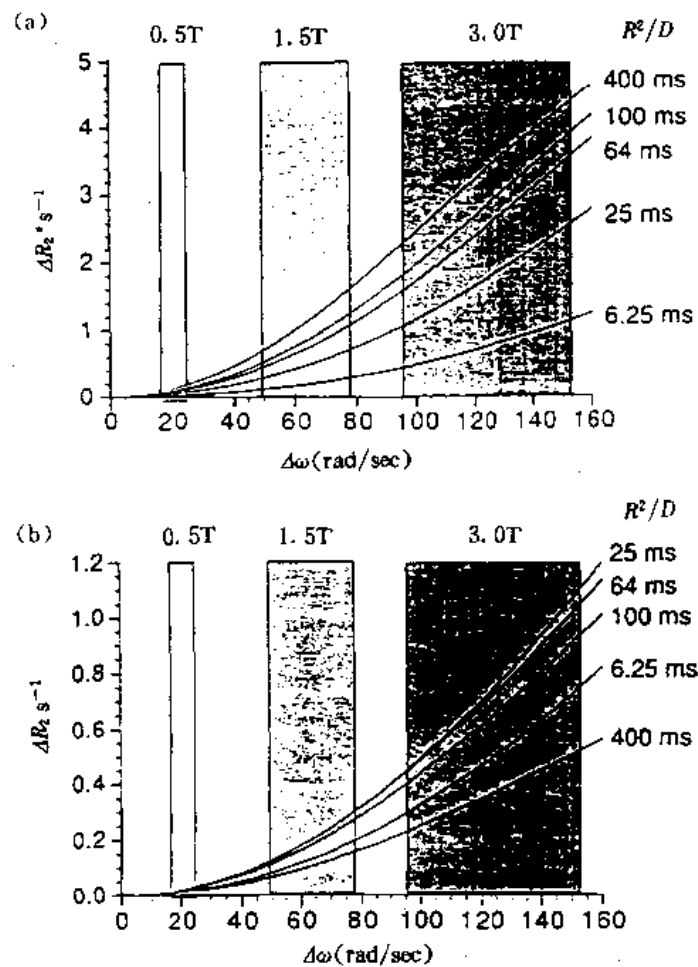 (a)
0.5T 1.5T 3.0T R²/D
5
4
3
2
1
0
ΔR₂* s⁻¹
400 ms
100 ms
64 ms
25 ms
6.25 ms
0 20 40 60 80 100 120 140 160
Δω(rad/sec)
(b)
0.5T 1.5T 3.0T R²/D
1.2
1.0
0.8
0.6
0.4
0.2
0.0
ΔR₂ s⁻¹
25 ms
64 ms
100 ms
6.25 ms
400 ms
0 20 40 60 80 100 120 140 160
Δω(rad/sec)